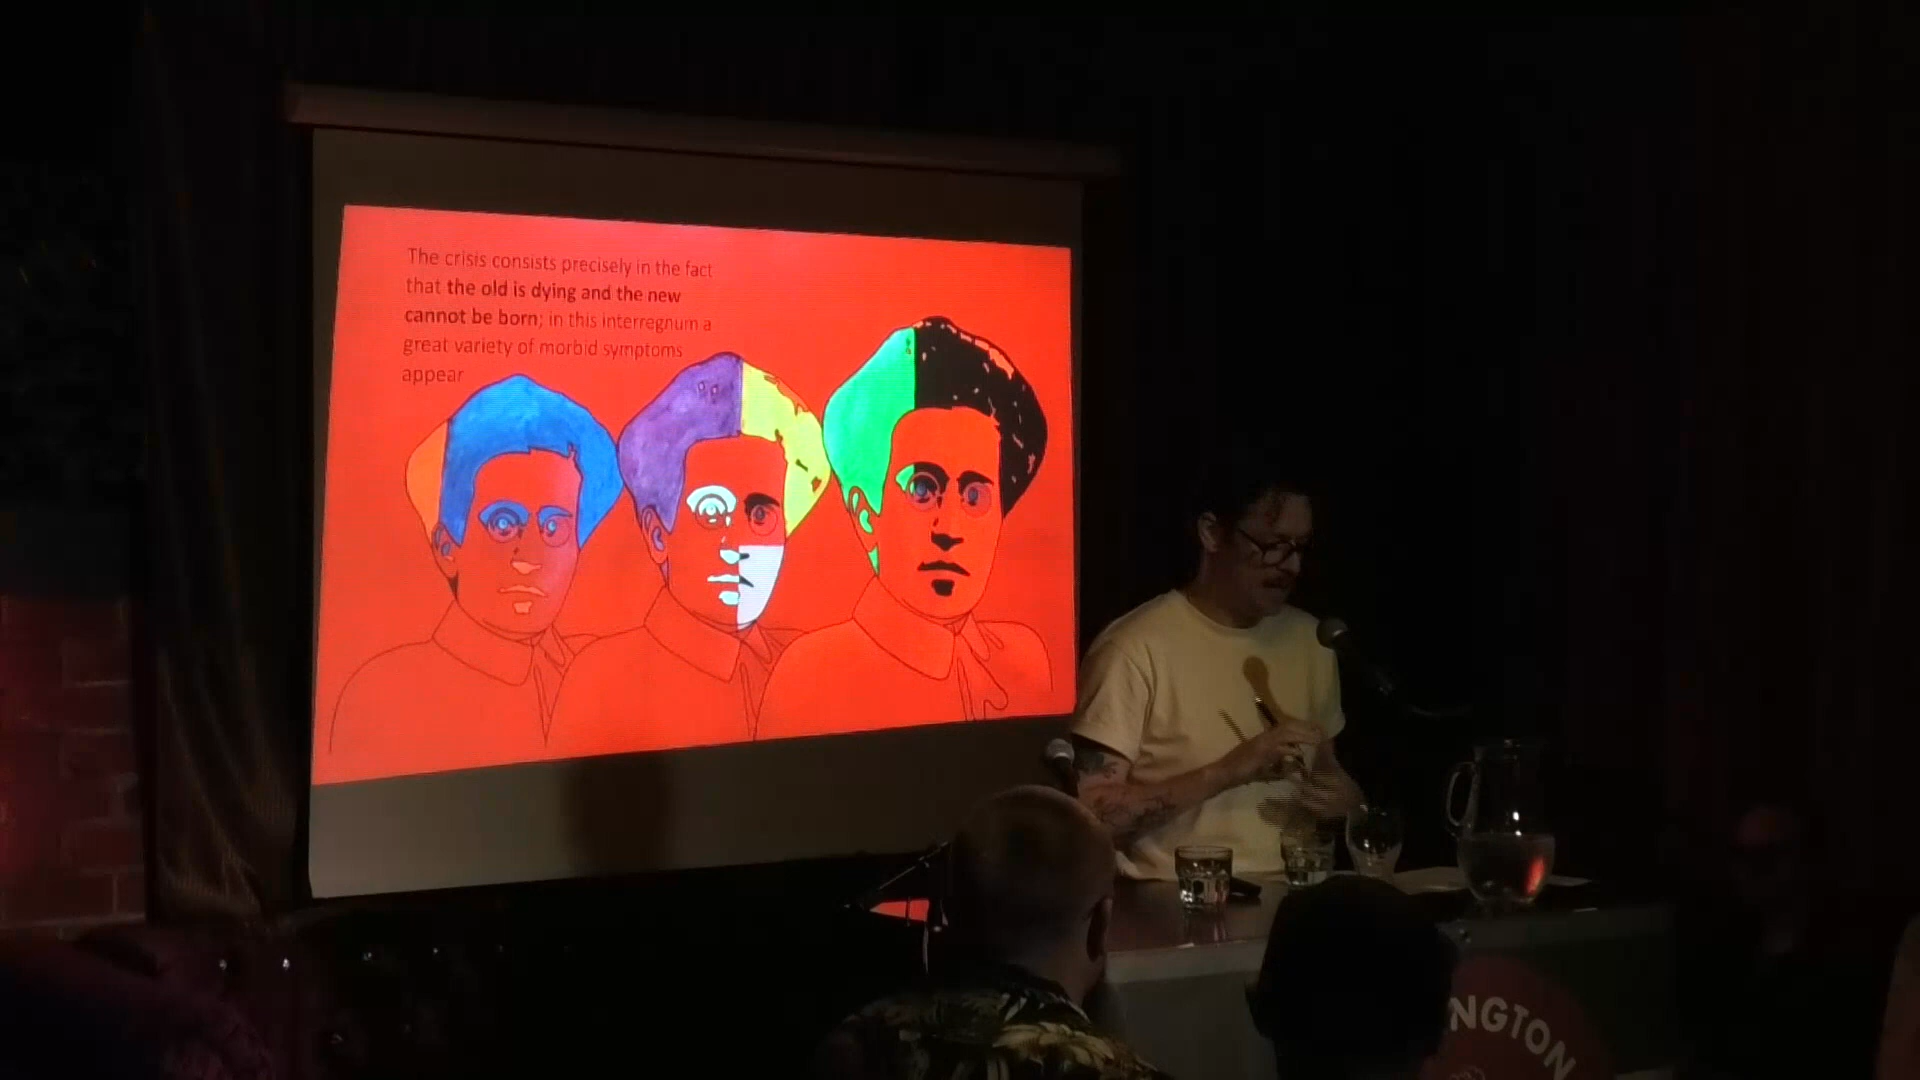 The crisis consists precisely in the fact
that the old is dying and the new
cannot be born; in this interregnum a
great variety of morbid symptoms
appear
NGTON